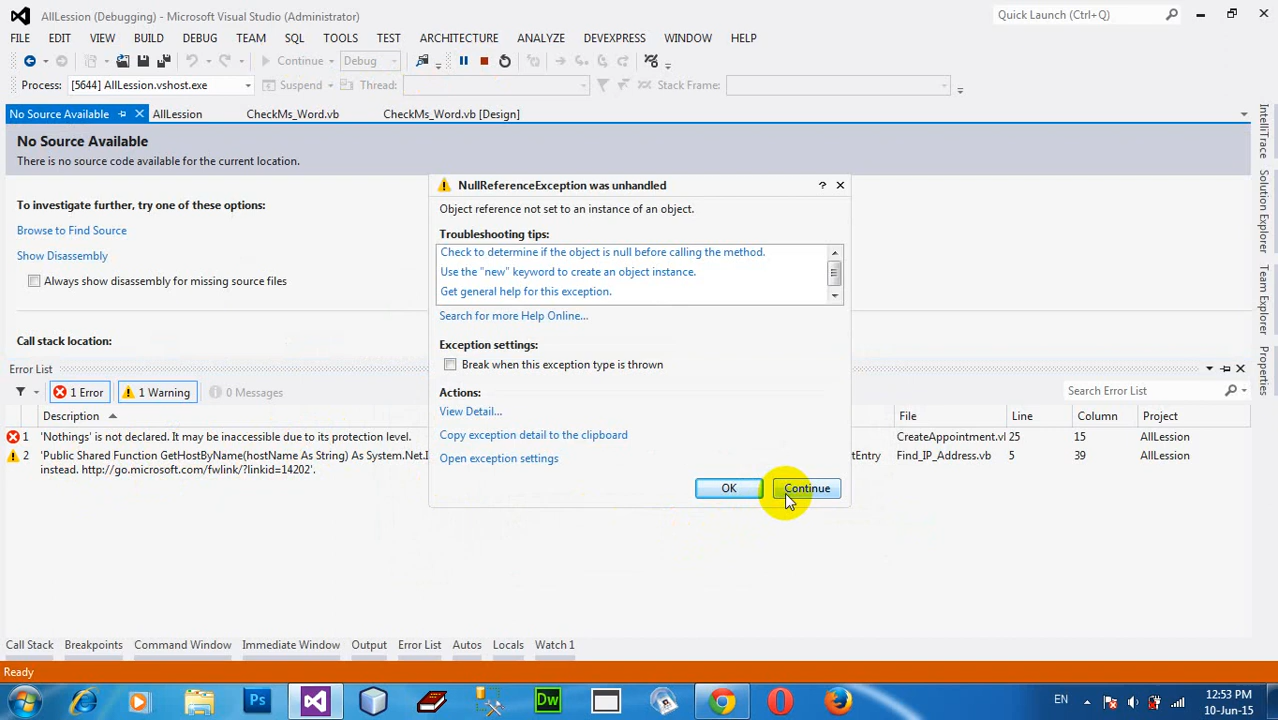 AllLession (Debugging) - Microsoft Visual Studio (Administrator)
Quick Launch (Ctrl+Q)
FILE EDIT VIEW BUILD DEBUG TEAM SQL TOOLS TEST ARCHITECTURE ANALYZE DEVEXPRESS WINDOW HELP
Continue Debug
Process: [5644] AllLession.vshost.exe Suspend Thread: Stack Frame:
No Source Available AllLession CheckMs_Word.vb CheckMs_Word.vb [Design]
No Source Available
There is no source code available for the current location.
To investigate further, try one of these options:
Browse to Find Source
Show Disassembly
Always show disassembly for missing source files
Call stack location:
NullReferenceException was unhandled
? 
Object reference not set to an instance of an object.
Troubleshooting tips:
Check to determine if the object is null before calling the method.
Use the "new" keyword to create an object instance.
Get general help for this exception.
Search for more Help Online...
Exception settings:
Break when this exception type is thrown
Actions:
View Detail...
Copy exception detail to the clipboard
Open exception settings
OK Continue
IntelliTrace
Solution Explorer
Team Explorer
Properties
Error List
1 Error 1 Warning 0 Messages
Search Error List
Description File Line Column Project
1 'Nothings' is not declared. It may be inaccessible due to its protection level. CreateAppointment.vl 25 15 AllLession
2 'Public Shared Function GetHostByName(hostName As String) As System.Net.I etEntry Find_IP_Address.vb 5 39 AllLession
instead. http://go.microsoft.com/fwlink/?linkid=14202'.
Call Stack Breakpoints Command Window Immediate Window Output Error List Autos Locals Watch 1
Ready
Ps Dw EN
12:53 PM
10-Jun-15